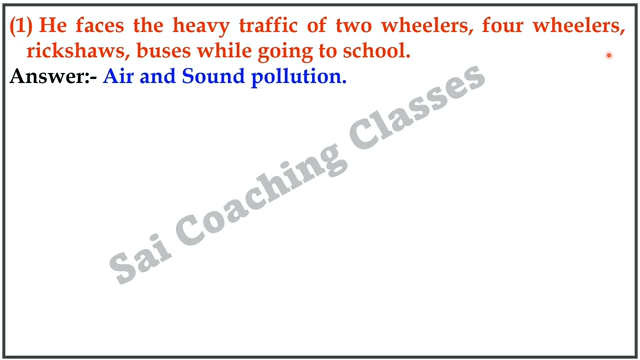 (1) He faces the heavy traffic of two wheelers, four wheelers,
rickshaws, buses while going to school.
Answer:- Air and Sound pollution.
Sai Coaching Classes